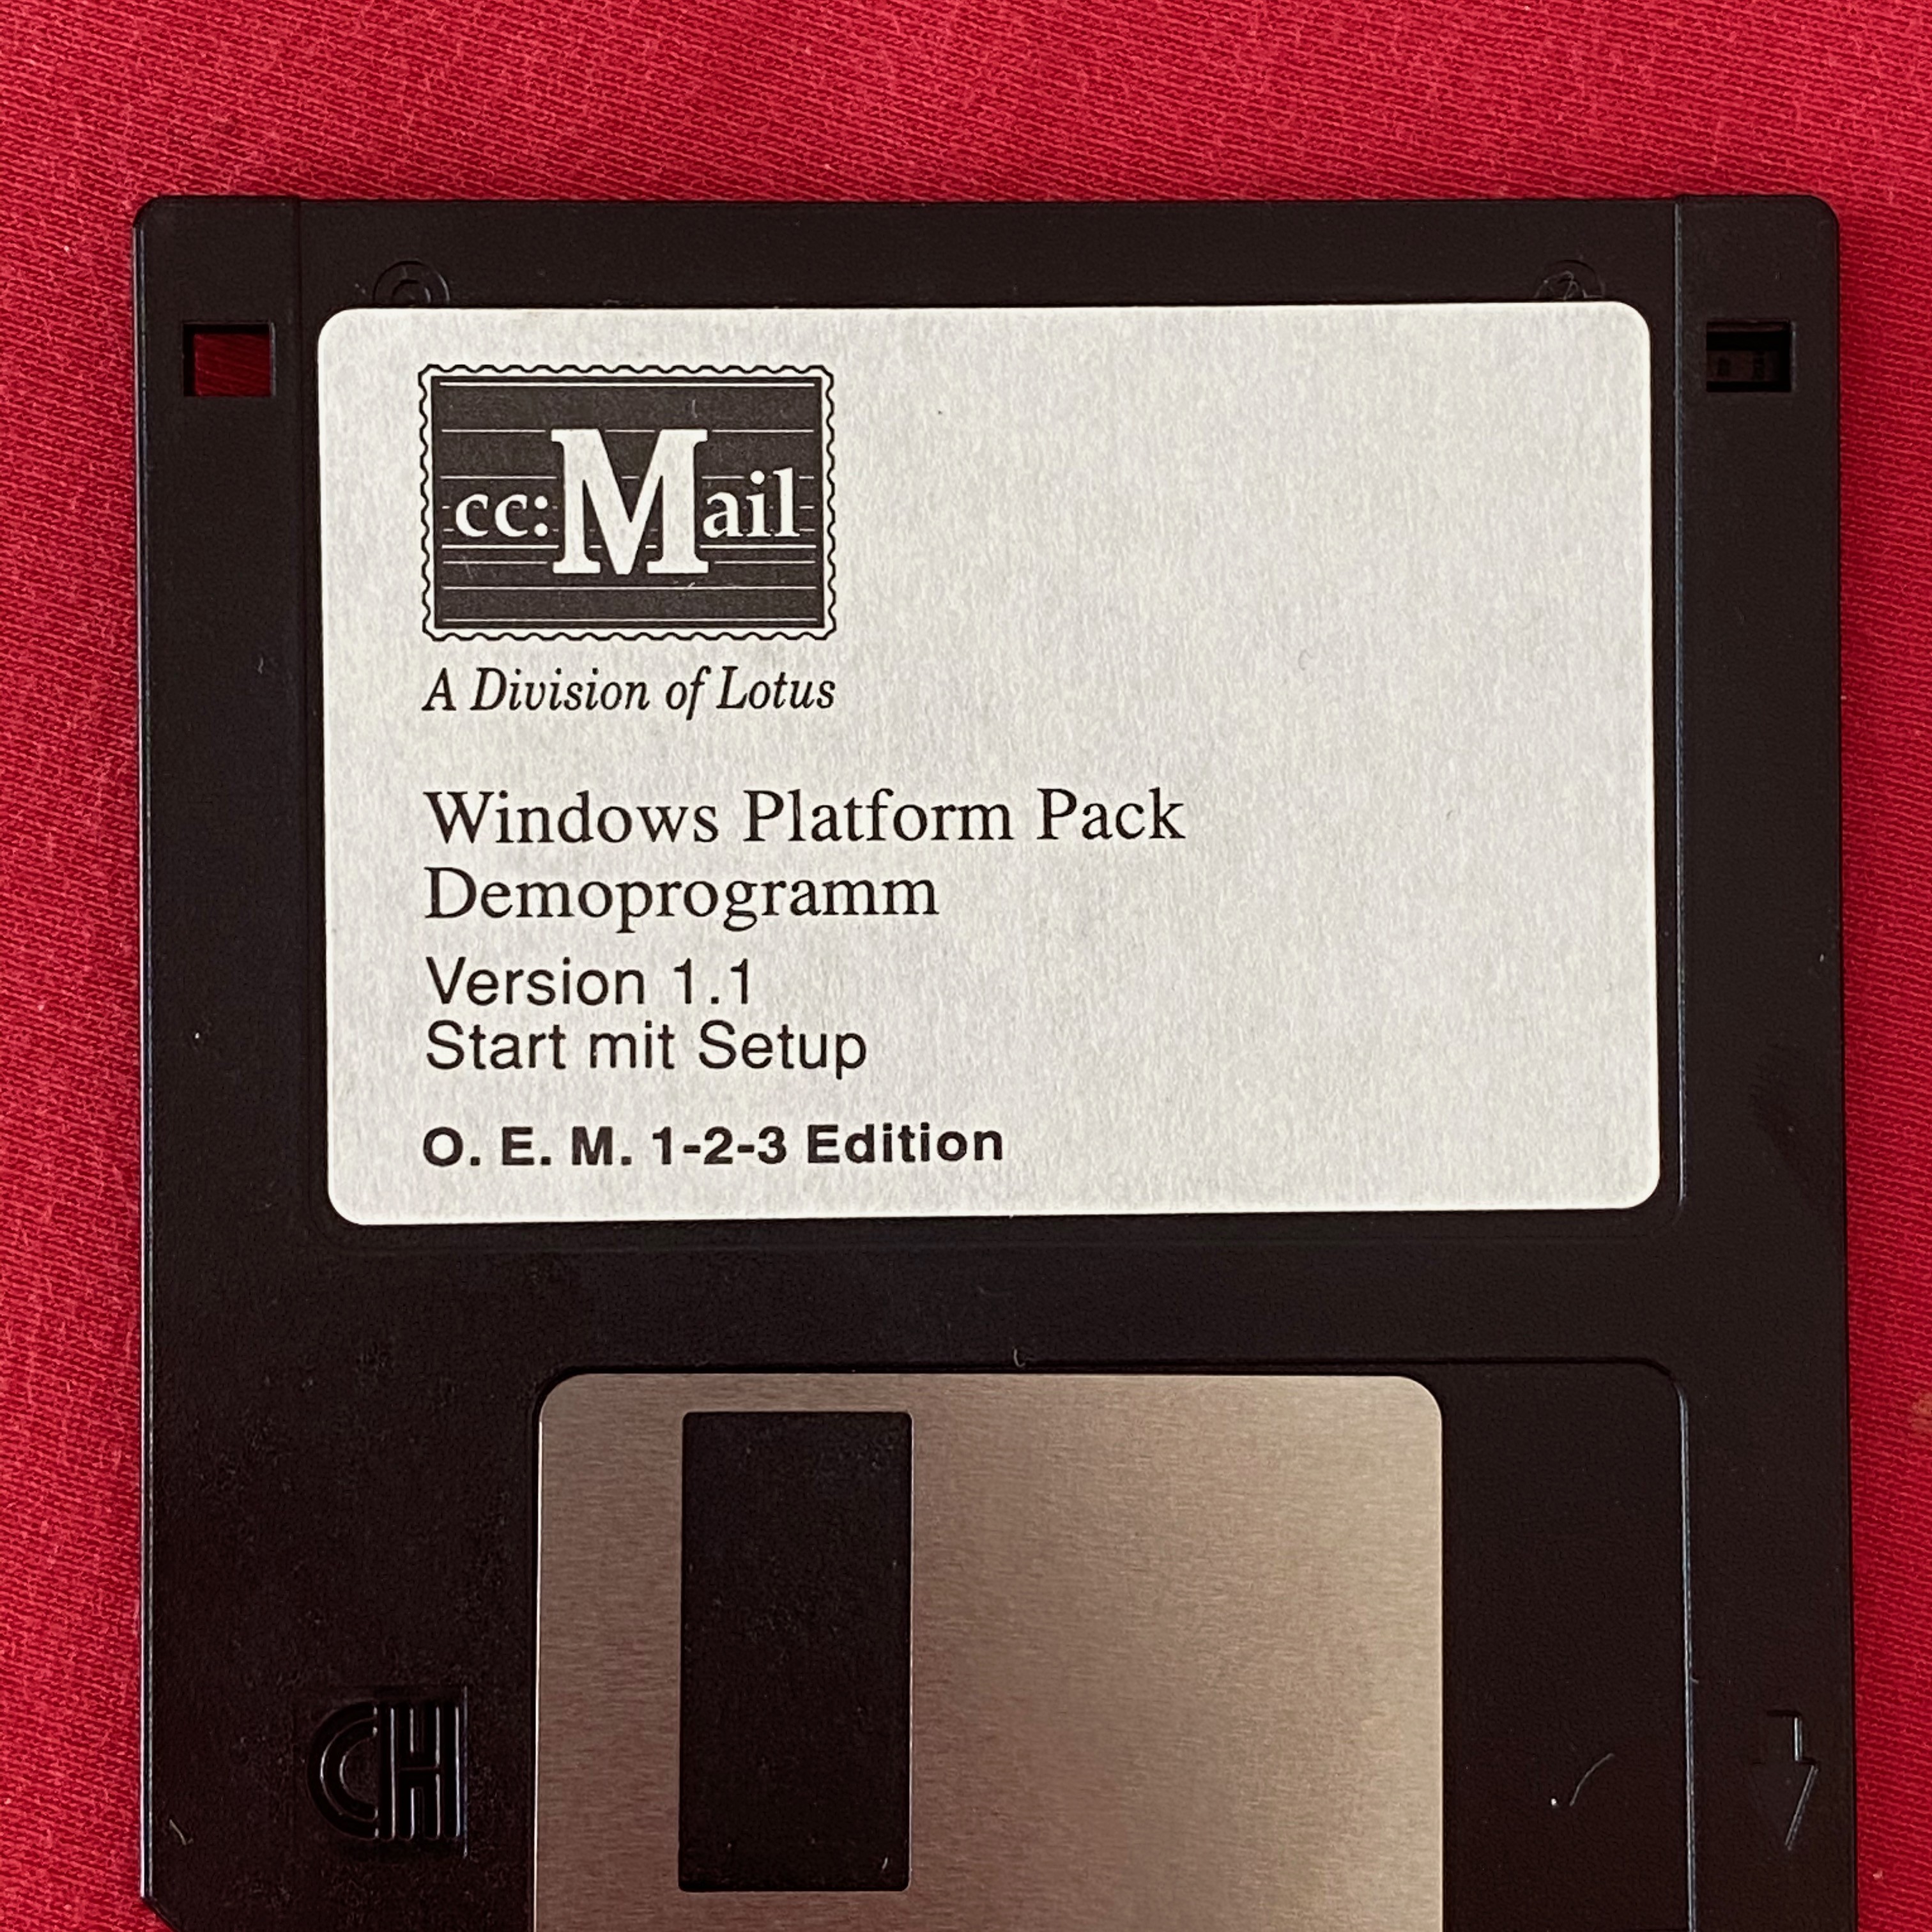 cc:Mail
A Division of Lotus
Windows Platform Pack
Demoprogramm
Version 1.1
Start mit Setup
O. E. M. 1-2-3 Edition